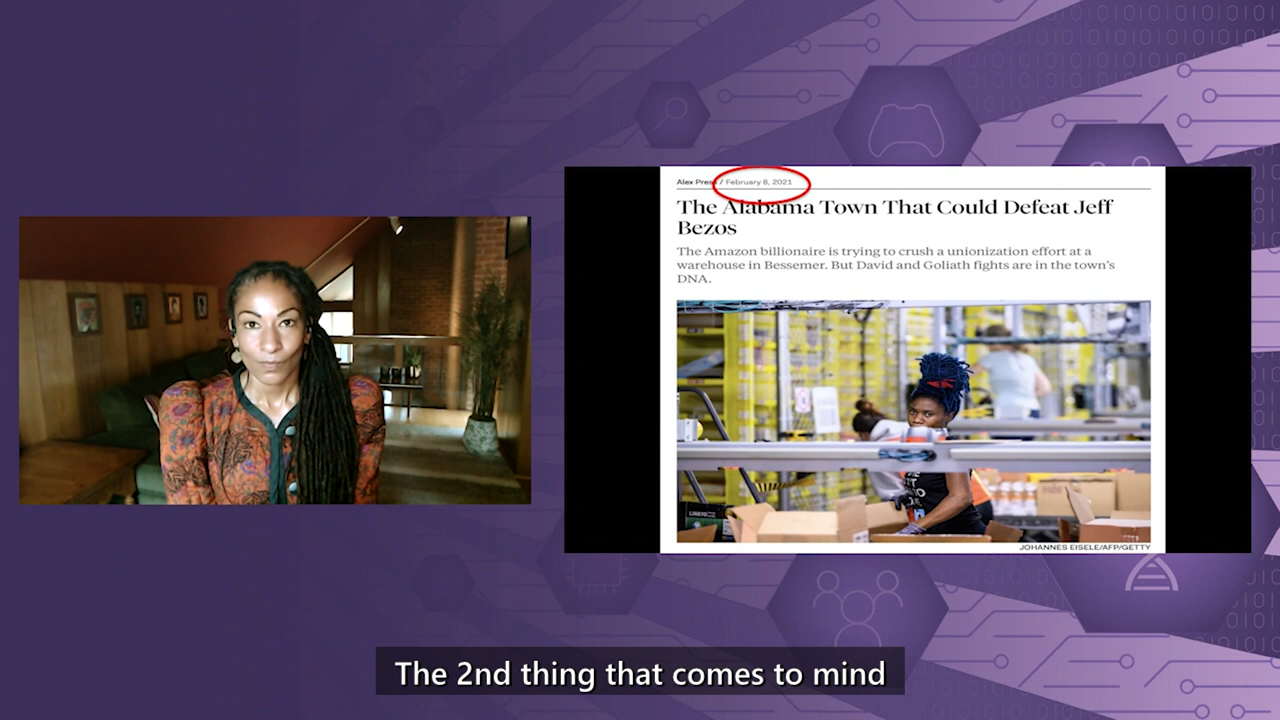 Alex Press / February 8, 2021
The Alabama Town That Could Defeat Jeff
Bezos
The Amazon billionaire is trying to crush a unionization effort at a
warehouse in Bessemer. But David and Goliath fights are in the town's
DNA.
JOHANNES EISELE/AFP/GETTY
The 2nd thing that comes to mind